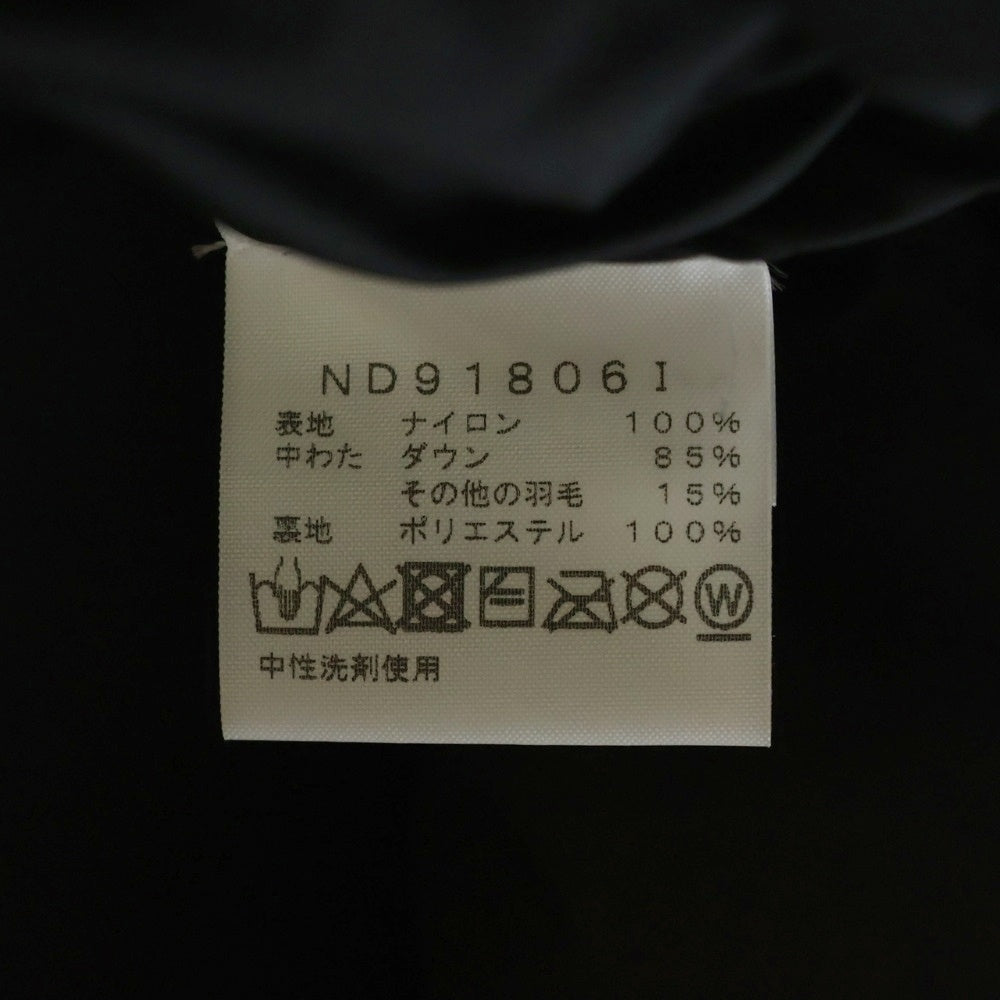 ND91806I
表地 ナイロン 100%
中わた ダウン 85%
その他の羽毛 15%
裏地 ポリエステル 100%
W
中性洗剤使用